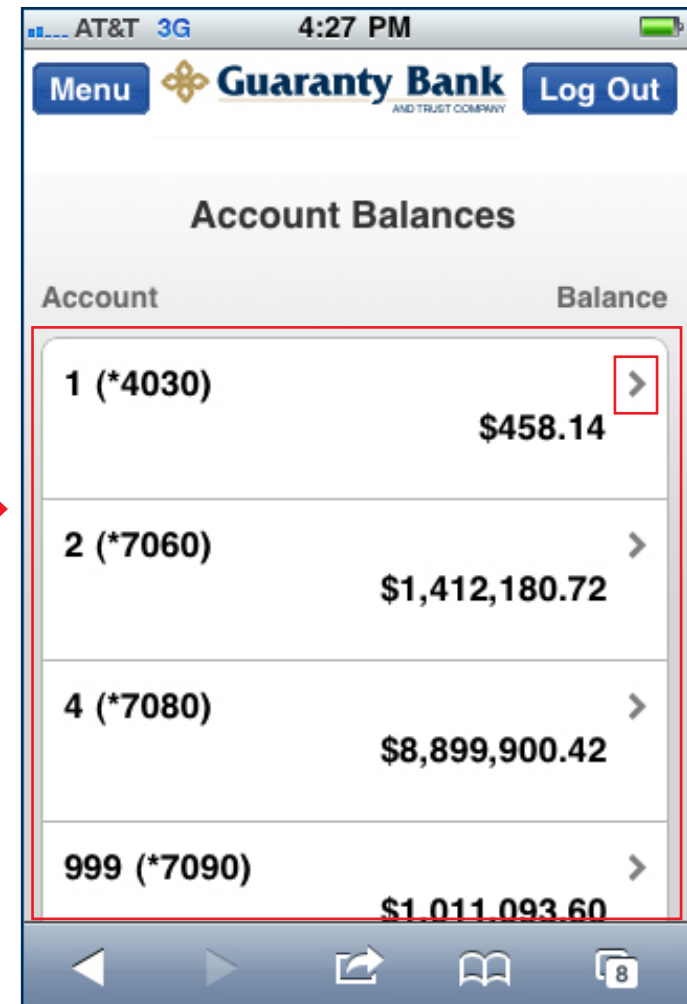 AT&T 3G 4:27 PM
Menu Guaranty Bank Log Out
AND TRUST COMPANY
Account Balances
Account Balance
1 (*4030)
$458.14
2 (*7060)
$1,412,180.72
4 (*7080)
$8,899,900.42
999 (*7090)
$1,011,093.60
8